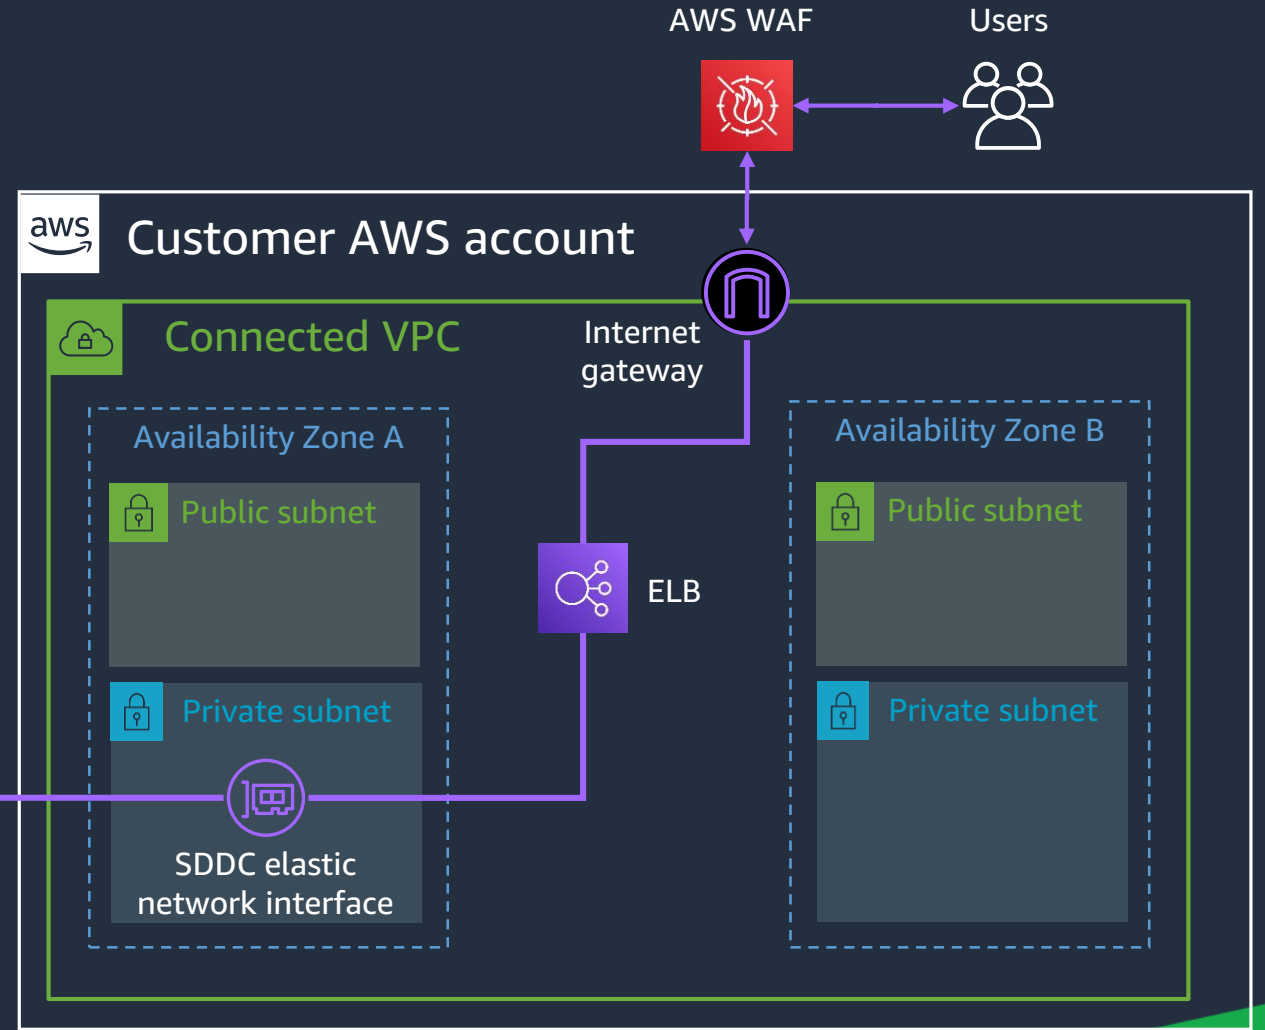 AWS WAF
Users
aws
Customer AWS account
Connected VPC
Internet
gateway
Availability Zone A
Public subnet
Private subnet
SDDC elastic
network interface
ELB
Availability Zone B
Public subnet
Private subnet